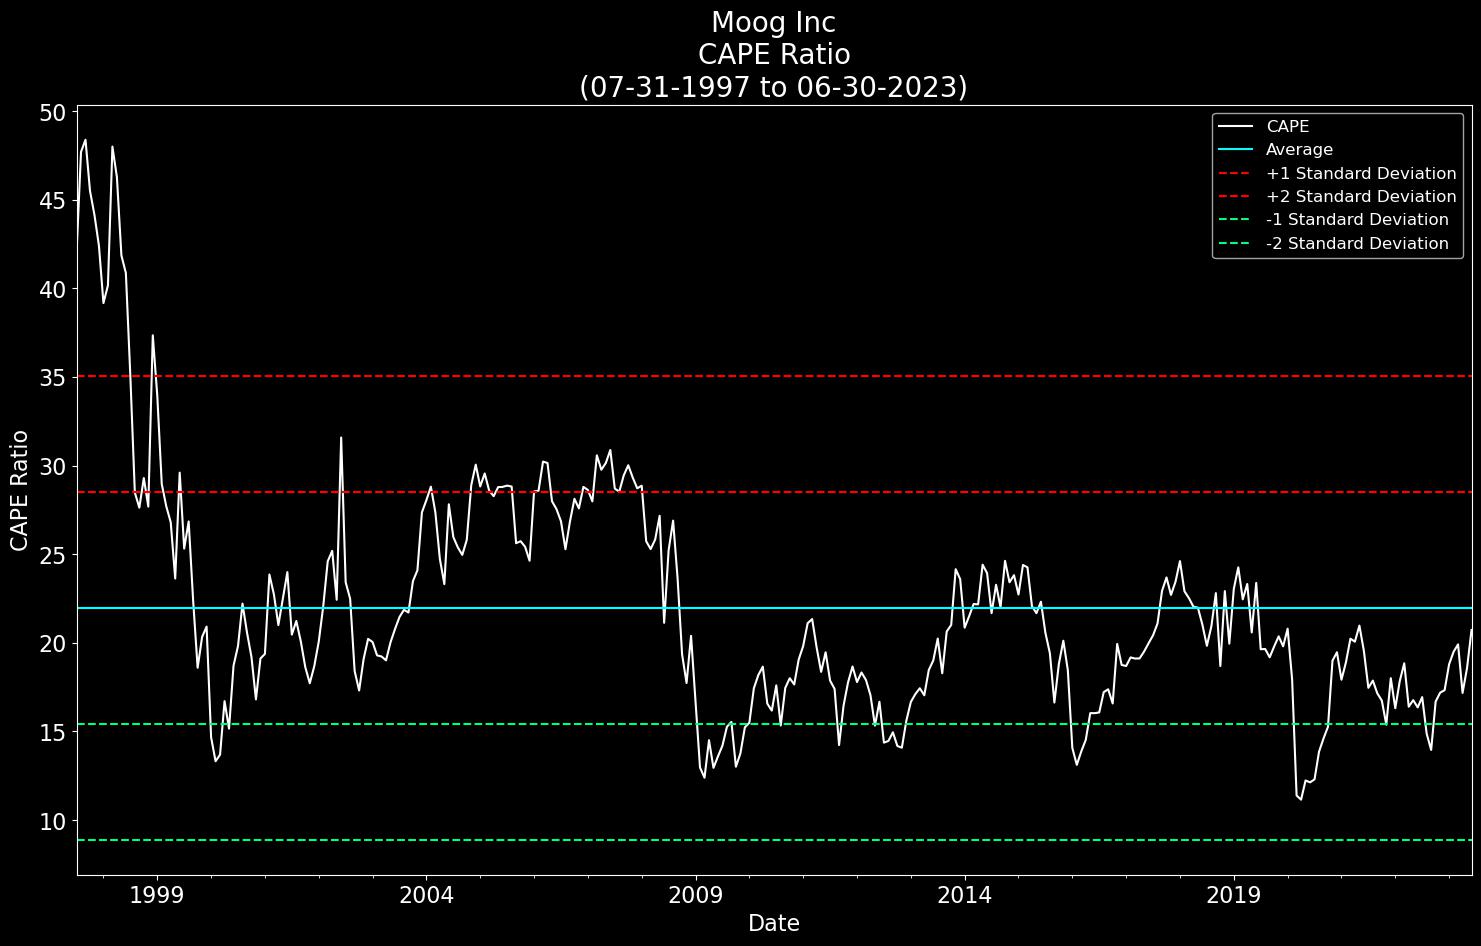 Moog Inc
CAPE Ratio
(07-31-1997 to 06-30-2023)
50
45
40
35
30
25
20
15
10
CAPE Ratio
CAPE
Average
+1 Standard Deviation
+2 Standard Deviation
-1 Standard Deviation
-2 Standard Deviation
1999 2004 2009 2014 2019
Date